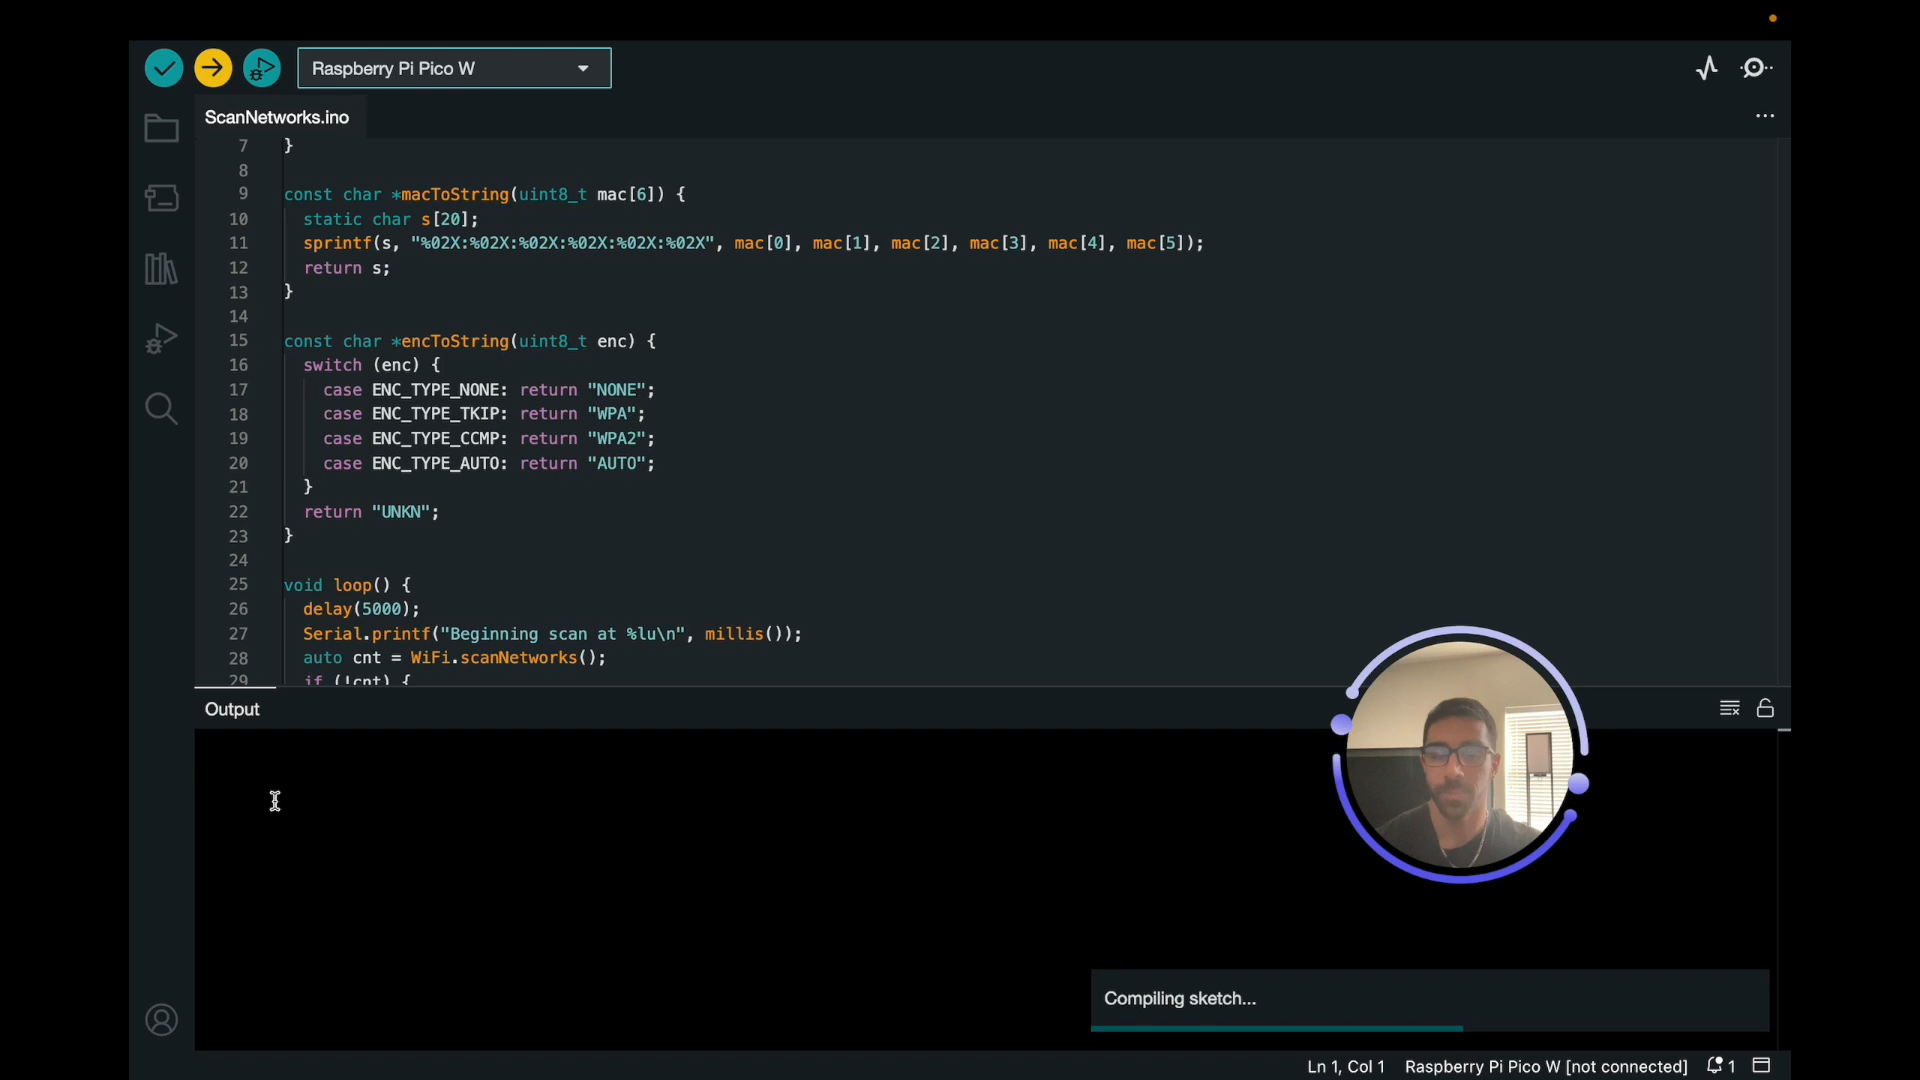 Raspberry Pi Pico W
ScanNetworks.ino
7 }
8
9 const char *macToString(uint8_t mac[6]) {
10 static char s[20];
11 sprintf(s, "%02X:%02X:%02X:%02X:%02X:%02X", mac[0], mac[1], mac[2], mac[3], mac[4], mac[5]);
12 return s;
13 }
14
15 const char *encToString(uint8_t enc) {
16 switch (enc) {
17 case ENC_TYPE_NONE: return "NONE";
18 case ENC_TYPE_TKIP: return "WPA";
19 case ENC_TYPE_CCMP: return "WPA2";
20 case ENC_TYPE_AUTO: return "AUTO";
21 }
22 return "UNKN";
23 }
24
25 void loop() {
26 delay(5000);
27 Serial.printf("Beginning scan at %lu\n", millis());
28 auto cnt = WiFi.scanNetworks();
29 if (!cnt) {
Output
Compiling sketch...
Ln 1, Col 1 Raspberry Pi Pico W [not connected] 1